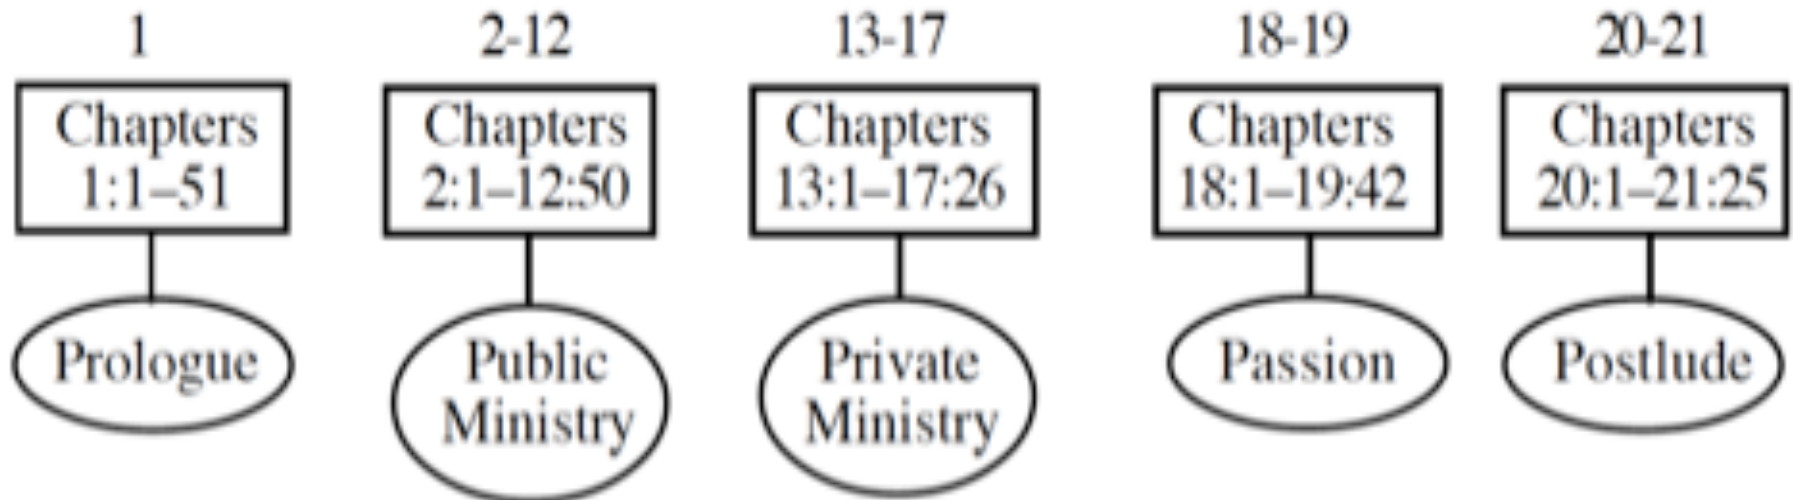 1
2-12
13-17
18-19
20-21
Chapters
1:1–51
Chapters
2:1–12:50
Chapters
13:1–17:26
Chapters
18:1–19:42
Chapters
20:1–21:25
Prologue
Public
Ministry
Private
Ministry
Passion
Postlude